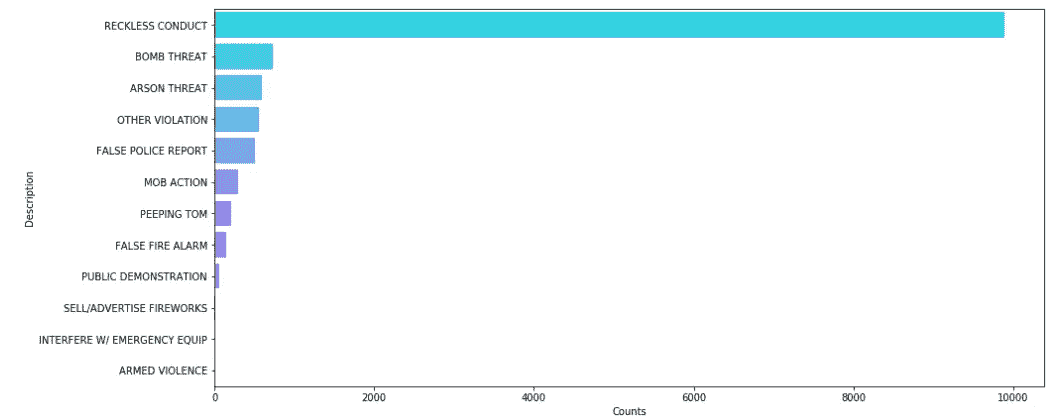 RECKLESS CONDUCT
BOMB THREAT
ARSON THREAT
OTHER VIOLATION
FALSE POLICE REPORT
MOB ACTION
PEEPING TOM
FALSE FIRE ALARM
PUBLIC DEMONSTRATION
SELL/ADVERTISE FIREWORKS
INTERFERE W/ EMERGENCY EQUIP
ARMED VIOLENCE
Description
0 2000 4000 6000 8000 10000
Counts